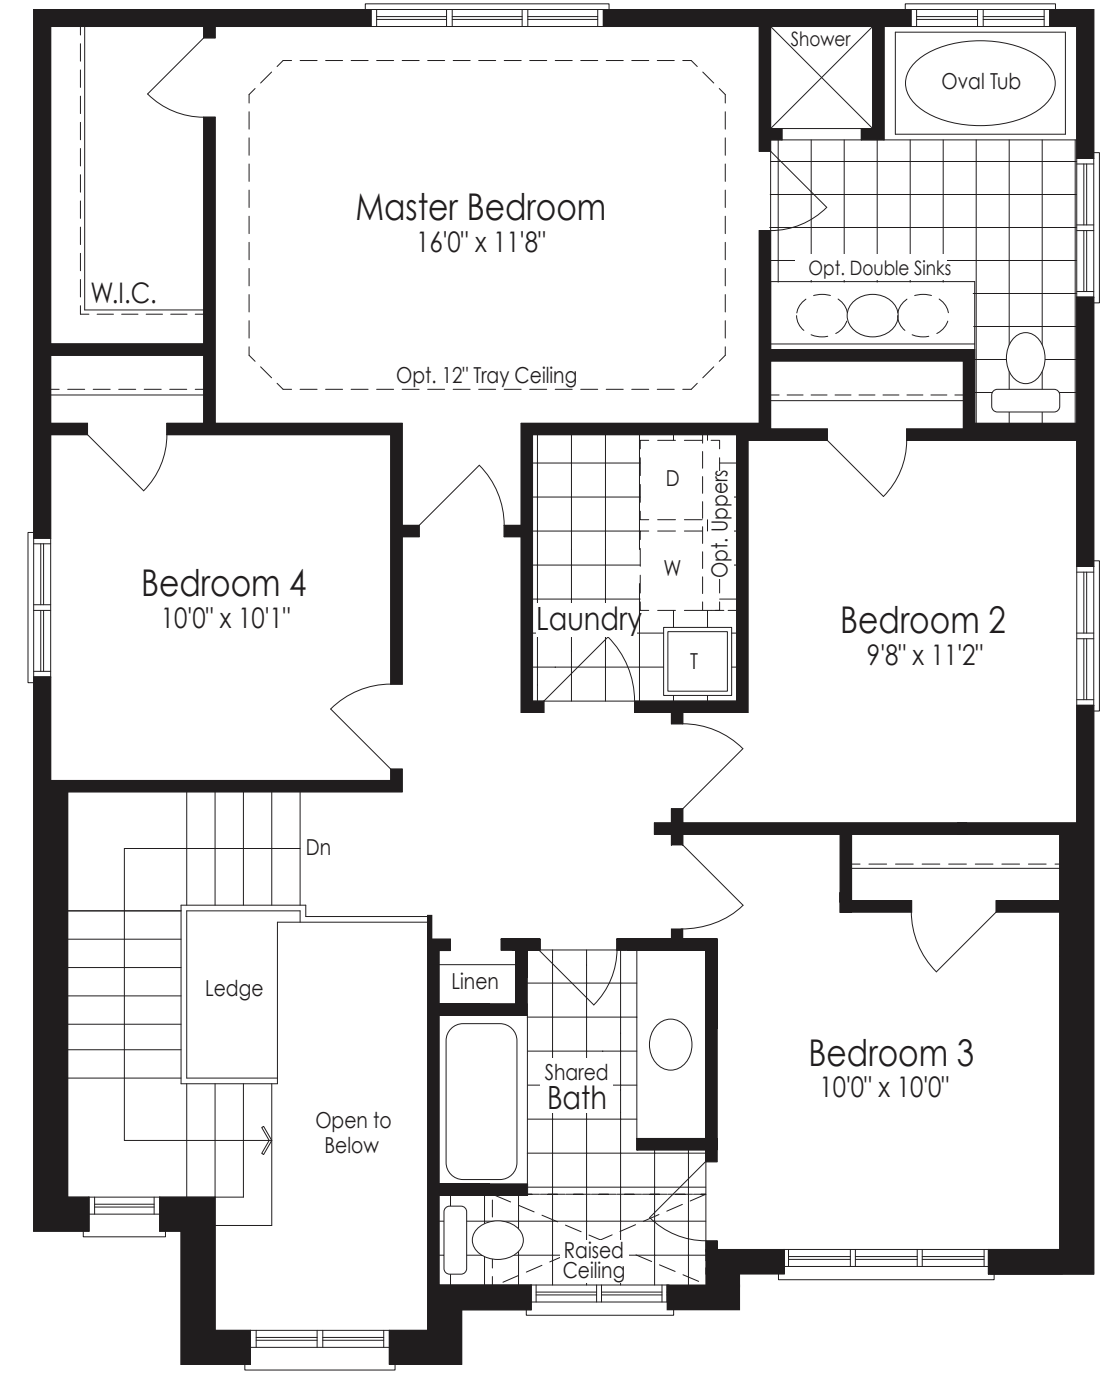 Shower
Oval Tub
Master Bedroom
16'0" x 11'8"
W.I.C.
Opt. Double Sinks
Opt. 12" Tray Ceiling
D
W
Opt. Uppers
Laundry
T
Bedroom 4
10'0" x 10'1"
Bedroom 2
9'8" x 11'2"
Dn
Ledge
Linen
Open to
Below
Shared
Bath
Bedroom 3
10'0" x 10'0"
Raised
Ceiling